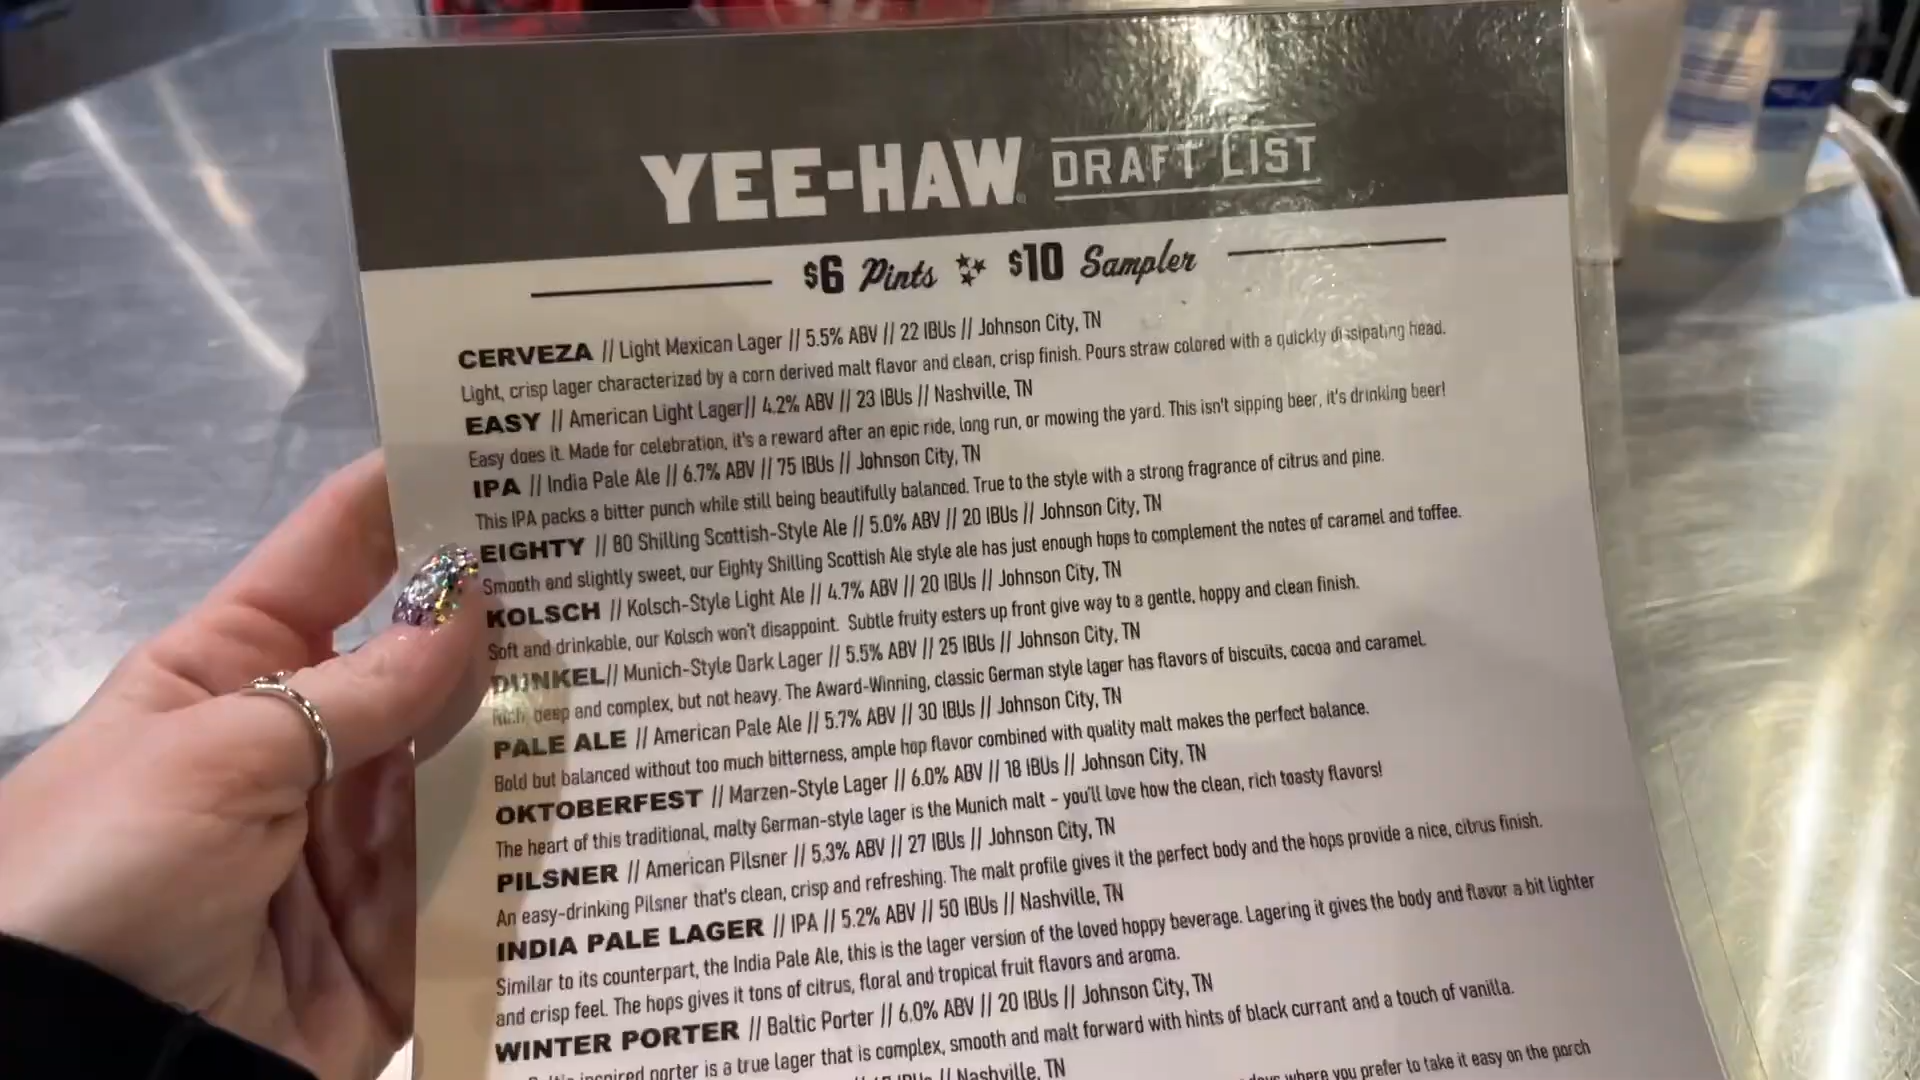 YEE-HAW DRAFT LIST
$6 Pints $10 Sampler
CERVEZA // Light Mexican Lager // 5.5% ABV // 22 IBUs // Johnson City, TN
Light, crisp lager characterized by a corn derived malt flavor and clean, crisp finish. Pours straw colored with a quickly dissipating head.
EASY // American Light Lager// 4.2% ABV // 23 IBUs // Nashville, TN
Easy does it. Made for celebration, it's a reward after an epic ride, long run, or mowing the yard. This isn't sipping beer, it's drinking beer!
IPA // India Pale Ale // 6.7% ABV // 75 IBUs // Johnson City, TN
This IPA packs a bitter punch while still being beautifully balanced. True to the style with a strong fragrance of citrus and pine.
EIGHTY // 80 Shilling Scottish-Style Ale // 5.0% ABV // 20 IBUs // Johnson City, TN
Smooth and slightly sweet, our Eighty Shilling Scottish Ale style ale has just enough hops to complement the notes of caramel and toffee.
KOLSCH // Kolsch-Style Light Ale // 4.7% ABV // 20 IBUs // Johnson City, TN
Soft and drinkable, our Kolsch won't disappoint. Subtle fruity esters up front give way to a gentle, hoppy and clean finish.
DUNKEL// Munich-Style Dark Lager // 5.5% ABV // 25 IBUs // Johnson City, TN
Rich, deep and complex, but not heavy. The Award-Winning, classic German style lager has flavors of biscuits, cocoa and caramel.
PALE ALE // American Pale Ale // 5.7% ABV // 30 IBUs // Johnson City, TN
Bold but balanced without too much bitterness, ample hop flavor combined with quality malt makes the perfect balance.
OKTOBERFEST // Marzen-Style Lager // 6.0% ABV // 18 IBUs // Johnson City, TN
The heart of this traditional, malty German-style lager is the Munich malt - you'll love how the clean, rich toasty flavors!
PILSNER // American Pilsner // 5.3% ABV // 27 IBUs // Johnson City, TN
An easy-drinking Pilsner that's clean, crisp and refreshing. The malt profile gives it the perfect body and the hops provide a nice, citrus finish.
INDIA PALE LAGER // IPA // 5.2% ABV // 50 IBUs // Nashville, TN
Similar to its counterpart, the India Pale Ale, this is the lager version of the loved hoppy beverage. Lagering it gives the body and flavor a bit lighter
and crisp feel. The hops gives it tons of citrus, floral and tropical fruit flavors and aroma.
WINTER PORTER // Baltic Porter // 6.0% ABV // 20 IBUs // Johnson City, TN
inspired porter is a true lager that is complex, smooth and malt forward with hints of black currant and a touch of vanilla.
IBUs // Nashville, TN
where you prefer to take it easy on the porch